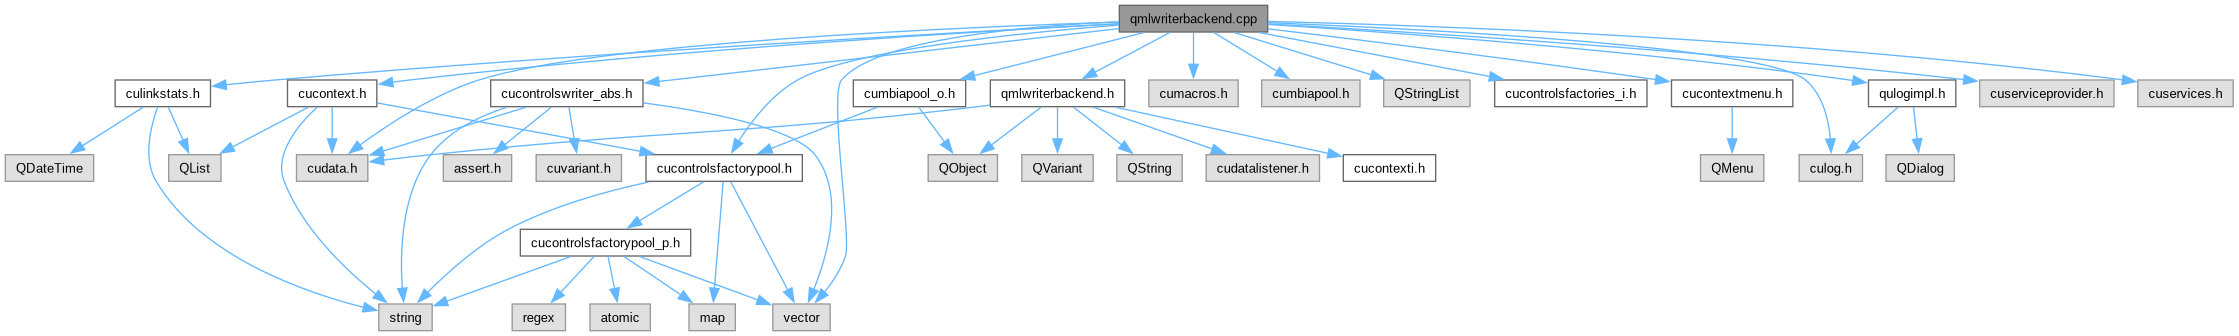 qmlwriterbackend.cpp
culinkstats.h
cucontext.h
cucontrolswriter_abs.h
cumbiapool_o.h
qmlwriterbackend.h
cumacros.h
cumbiapool.h
QStringList
cucontrolsfactories_i.h
cucontextmenu.h
qulogimpl.h
cuserviceprovider.h
cuservices.h
QDateTime
QList
cudata.h
assert.h
cuvariant.h
cucontrolsfactorypool.h
QObject
QVariant
QString
cudatalistener.h
cucontexti.h
QMenu
culog.h
QDialog
cucontrolsfactorypool_p.h
string
regex
atomic
map
vector